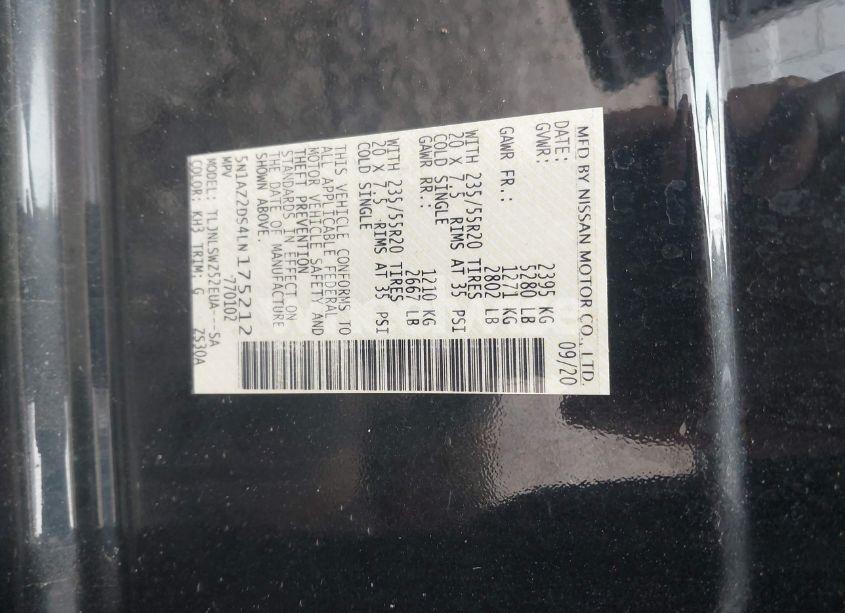 MFD BY NISSAN MOTOR CO., LTD.
DATE: 09/20
GVWR: 2395 KG
5280 LB
GAWR FR.: 1271 KG
2802 LB
WITH 235/55R20 TIRES
20 X 7.5 RIMS AT 35 PSI
COLD SINGLE
GAWR RR.: 1210 KG
2667 LB
WITH 235/55R20 TIRES
20 X 7.5 RIMS AT 35 PSI
COLD SINGLE
THIS VEHICLE CONFORMS TO
ALL APPLICABLE FEDERAL
MOTOR VEHICLE SAFETY AND
THEFT PREVENTION
STANDARDS IN EFFECT ON
THE DATE OF MANUFACTURE
SHOWN ABOVE.
5N1AZ2DS4LN175212
MPV 770102
MODEL: TLJNLSWZ52EUA---SA
COLOR: KH3 TRIM: G ZS30A